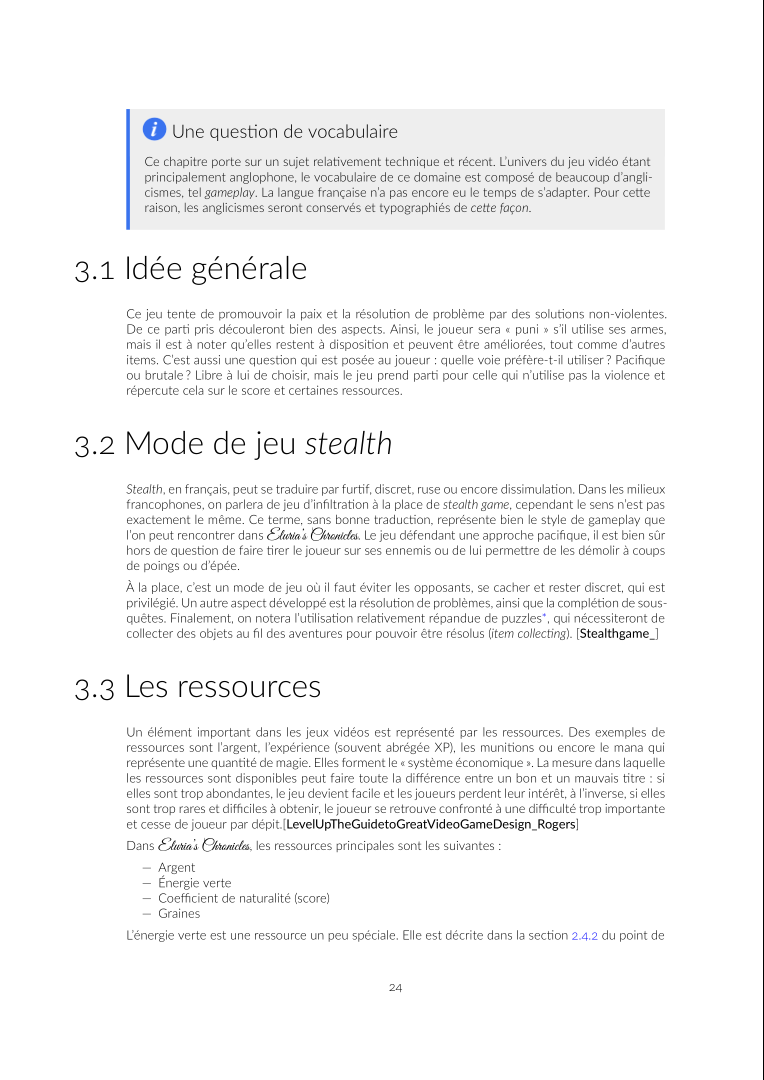 Une question de vocabulaire
Ce chapitre porte sur un sujet relativement technique et récent. L'univers du jeu vidéo étant
principalement anglophone, le vocabulaire de ce domaine est composé de beaucoup d'angli-
cismes, tel gameplay. La langue française n'a pas encore eu le temps de s'adapter. Pour cette
raison, les anglicismes seront conservés et typographiés de cette façon.
3.1 Idée générale
Ce jeu tente de promouvoir la paix et la résolution de problème par des solutions non-violentes.
De ce parti pris découleront bien des aspects. Ainsi, le joueur sera « puni » s'il utilise ses armes,
mais il est à noter qu'elles restent à disposition et peuvent être améliorées, tout comme d'autres
items. C'est aussi une question qui est posée au joueur : quelle voie préfère-t-il utiliser ? Pacifique
ou brutale ? Libre à lui de choisir, mais le jeu prend parti pour celle qui n'utilise pas la violence et
répercute cela sur le score et certaines ressources.
3.2 Mode de jeu stealth
Stealth, en français, peut se traduire par furtif, discret, ruse ou encore dissimulation. Dans les milieux
francophones, on parlera de jeu d'infiltration à la place de stealth game, cependant le sens n'est pas
exactement le même. Ce terme, sans bonne traduction, représente bien le style de gameplay que
l'on peut rencontrer dans Eluria's Chronicles. Le jeu défendant une approche pacifique, il est bien sûr
hors de question de faire tirer le joueur sur ses ennemis ou de lui permettre de les démolir à coups
de poings ou d'épée.
À la place, c'est un mode de jeu où il faut éviter les opposants, se cacher et rester discret, qui est
privilégié. Un autre aspect développé est la résolution de problèmes, ainsi que la complétion de sous-
quêtes. Finalement, on notera l'utilisation relativement répandue de puzzles*, qui nécessiteront de
collecter des objets au fil des aventures pour pouvoir être résolus (item collecting). [Stealthgame_]
3.3 Les ressources
Un élément important dans les jeux vidéos est représenté par les ressources. Des exemples de
ressources sont l'argent, l'expérience (souvent abrégée XP), les munitions ou encore le mana qui
représente une quantité de magie. Elles forment le « système économique ». La mesure dans laquelle
les ressources sont disponibles peut faire toute la différence entre un bon et un mauvais titre : si
elles sont trop abondantes, le jeu devient facile et les joueurs perdent leur intérêt, à l'inverse, si elles
sont trop rares et difficiles à obtenir, le joueur se retrouve confronté à une difficulté trop importante
et cesse de joueur par dépit.[LevelUpTheGuidetoGreatVideoGameDesign_Rogers]
Dans Eluria's Chronicles, les ressources principales sont les suivantes :
— Argent
— Énergie verte
— Coefficient de naturalité (score)
— Graines
L'énergie verte est une ressource un peu spéciale. Elle est décrite dans la section 2.4.2 du point de
24